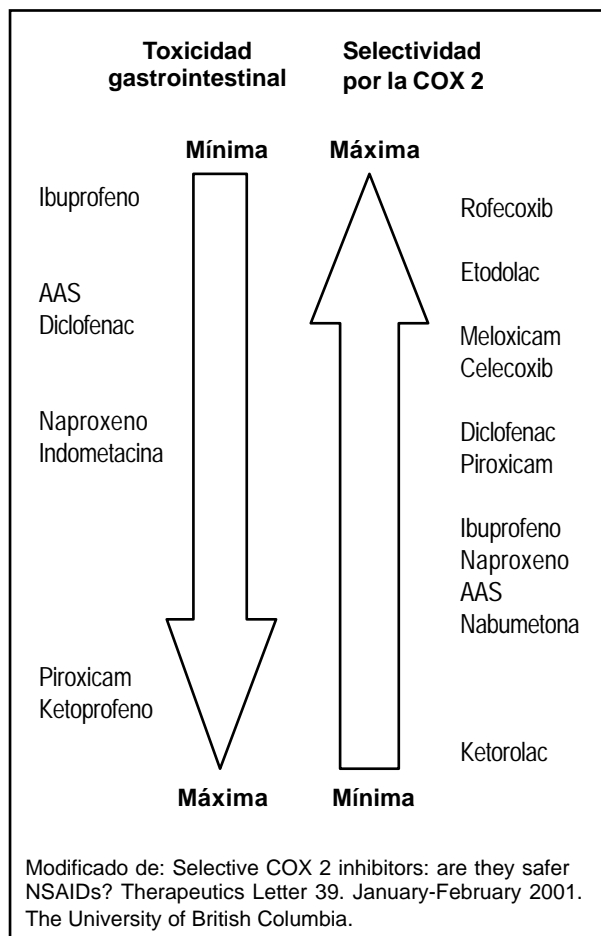 Toxicidad
gastrointestinal
Selectividad
por la COX 2
Mínima
Máxima
Ibuprofeno
AAS
Diclofenac
Naproxeno
Indometacina
Piroxicam
Ketoprofeno
Rofecoxib
Etodolac
Meloxicam
Celecoxib
Diclofenac
Piroxicam
Ibuprofeno
Naproxeno
AAS
Nabumetona
Ketorolac
Máxima
Mínima
Modificado de: Selective COX 2 inhibitors: are they safer
NSAIDs? Therapeutics Letter 39. January-February 2001.
The University of British Columbia.